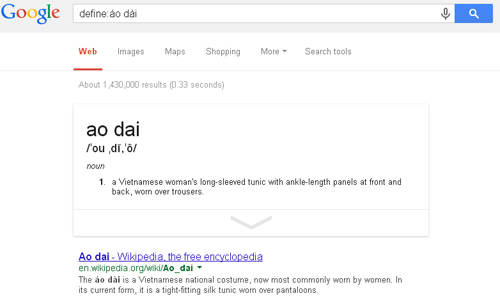 Google define:áo dài
Web Images Maps Shopping More Search tools
About 1,430,000 results (0.33 seconds)
ao dai
/ˈou ˌdī,ˈô/
noun
1. a Vietnamese woman's long-sleeved tunic with ankle-length panels at front and
back, worn over trousers.
Ao dai - Wikipedia, the free encyclopedia
en.wikipedia.org/wiki/Ao_dai
The áo dài is a Vietnamese national costume, now most commonly worn by women. In
its current form, it is a tight-fitting silk tunic worn over pantaloons.